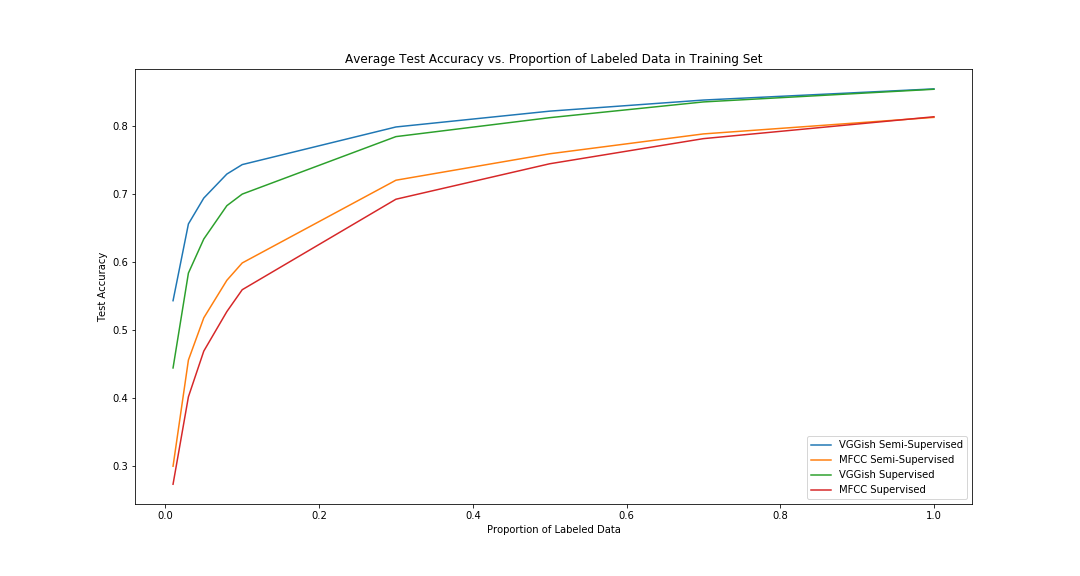 Average Test Accuracy vs. Proportion of Labeled Data in Training Set
Test Accuracy
0.8
0.7
0.6
0.5
0.4
0.3
0.0 0.2 0.4 0.6 0.8 1.0
Proportion of Labeled Data
VGGish Semi-Supervised
MFCC Semi-Supervised
VGGish Supervised
MFCC Supervised